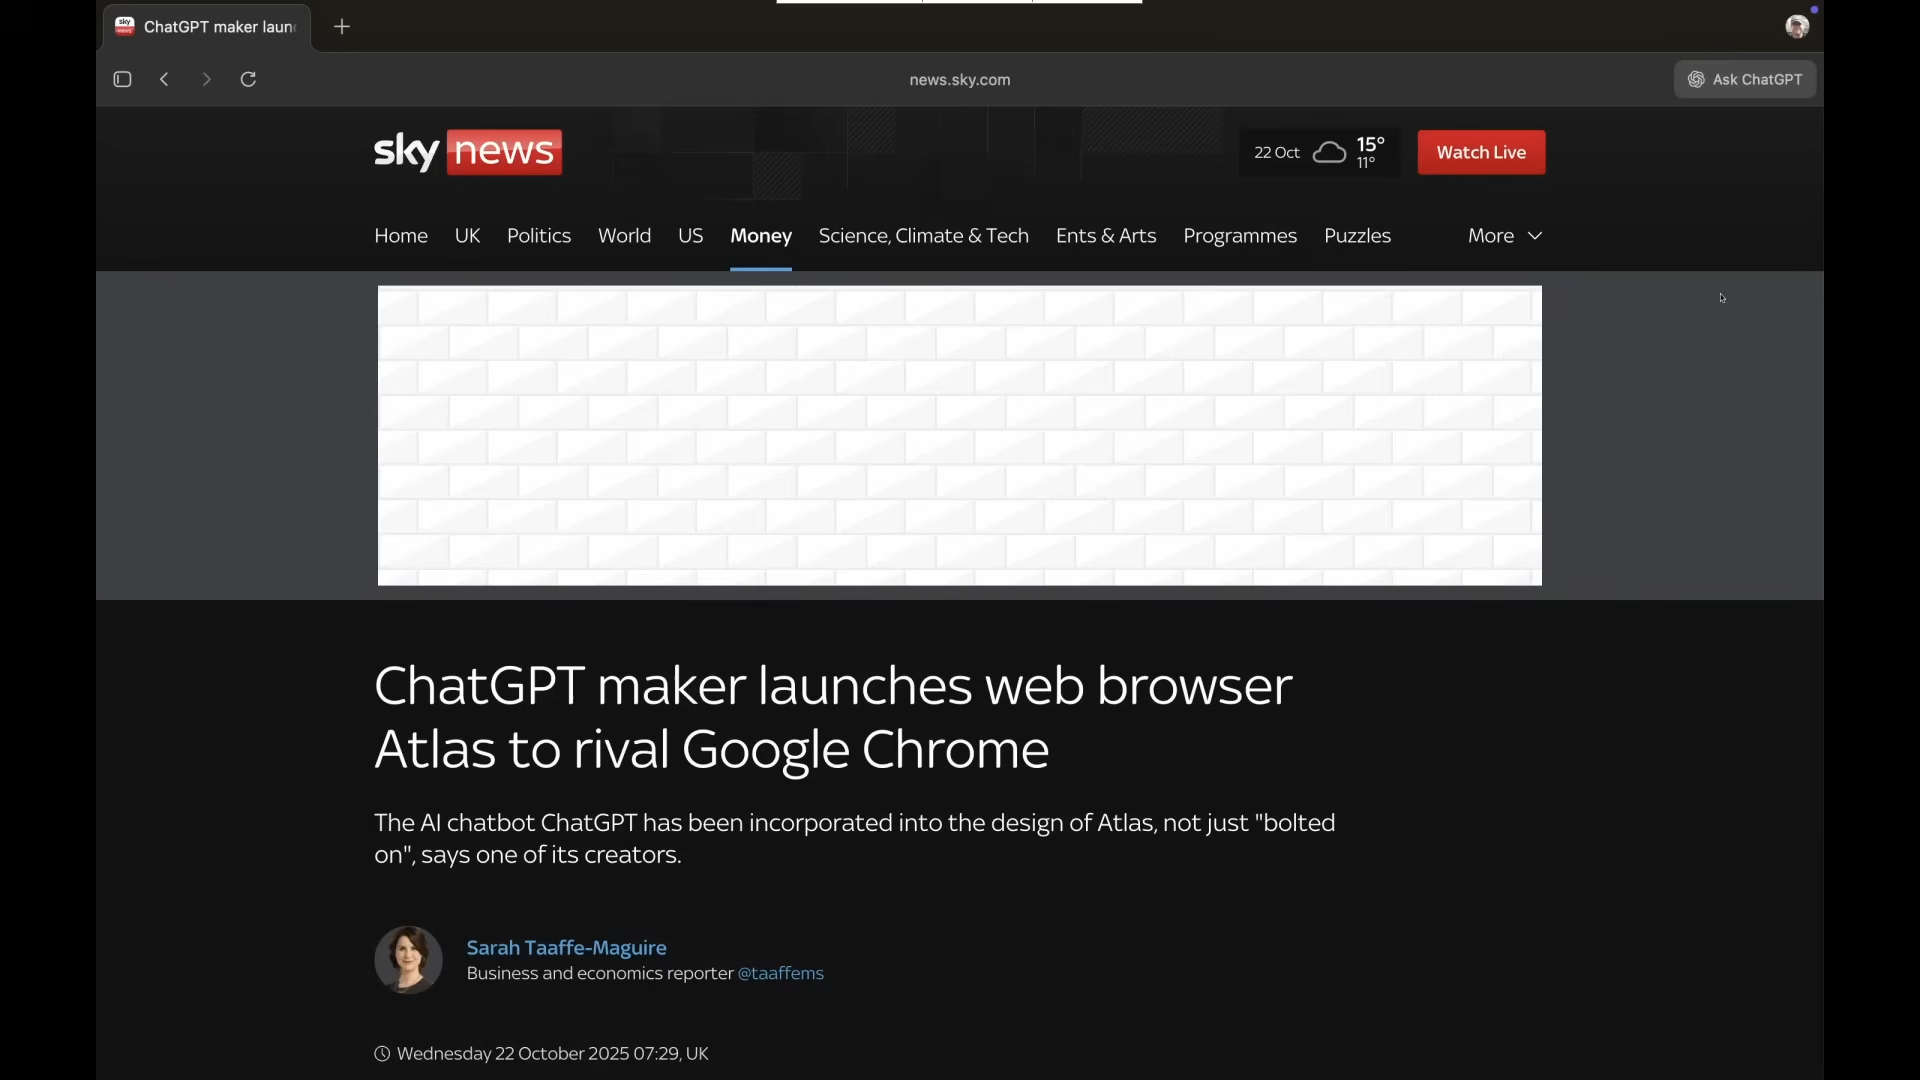 sky news
ChatGPT maker laun
news.sky.com
Ask ChatGPT
sky news
22 Oct
15°
11°
Watch Live
Home UK Politics World US Money Science, Climate & Tech Ents & Arts Programmes Puzzles More
ChatGPT maker launches web browser
Atlas to rival Google Chrome
The AI chatbot ChatGPT has been incorporated into the design of Atlas, not just "bolted
on", says one of its creators.
Sarah Taaffe-Maguire
Business and economics reporter @taaffems
Wednesday 22 October 2025 07:29, UK